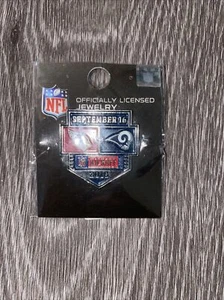 NFL
OFFICIALLY LICENSED
JEWELRY
SEPTEMBER 16